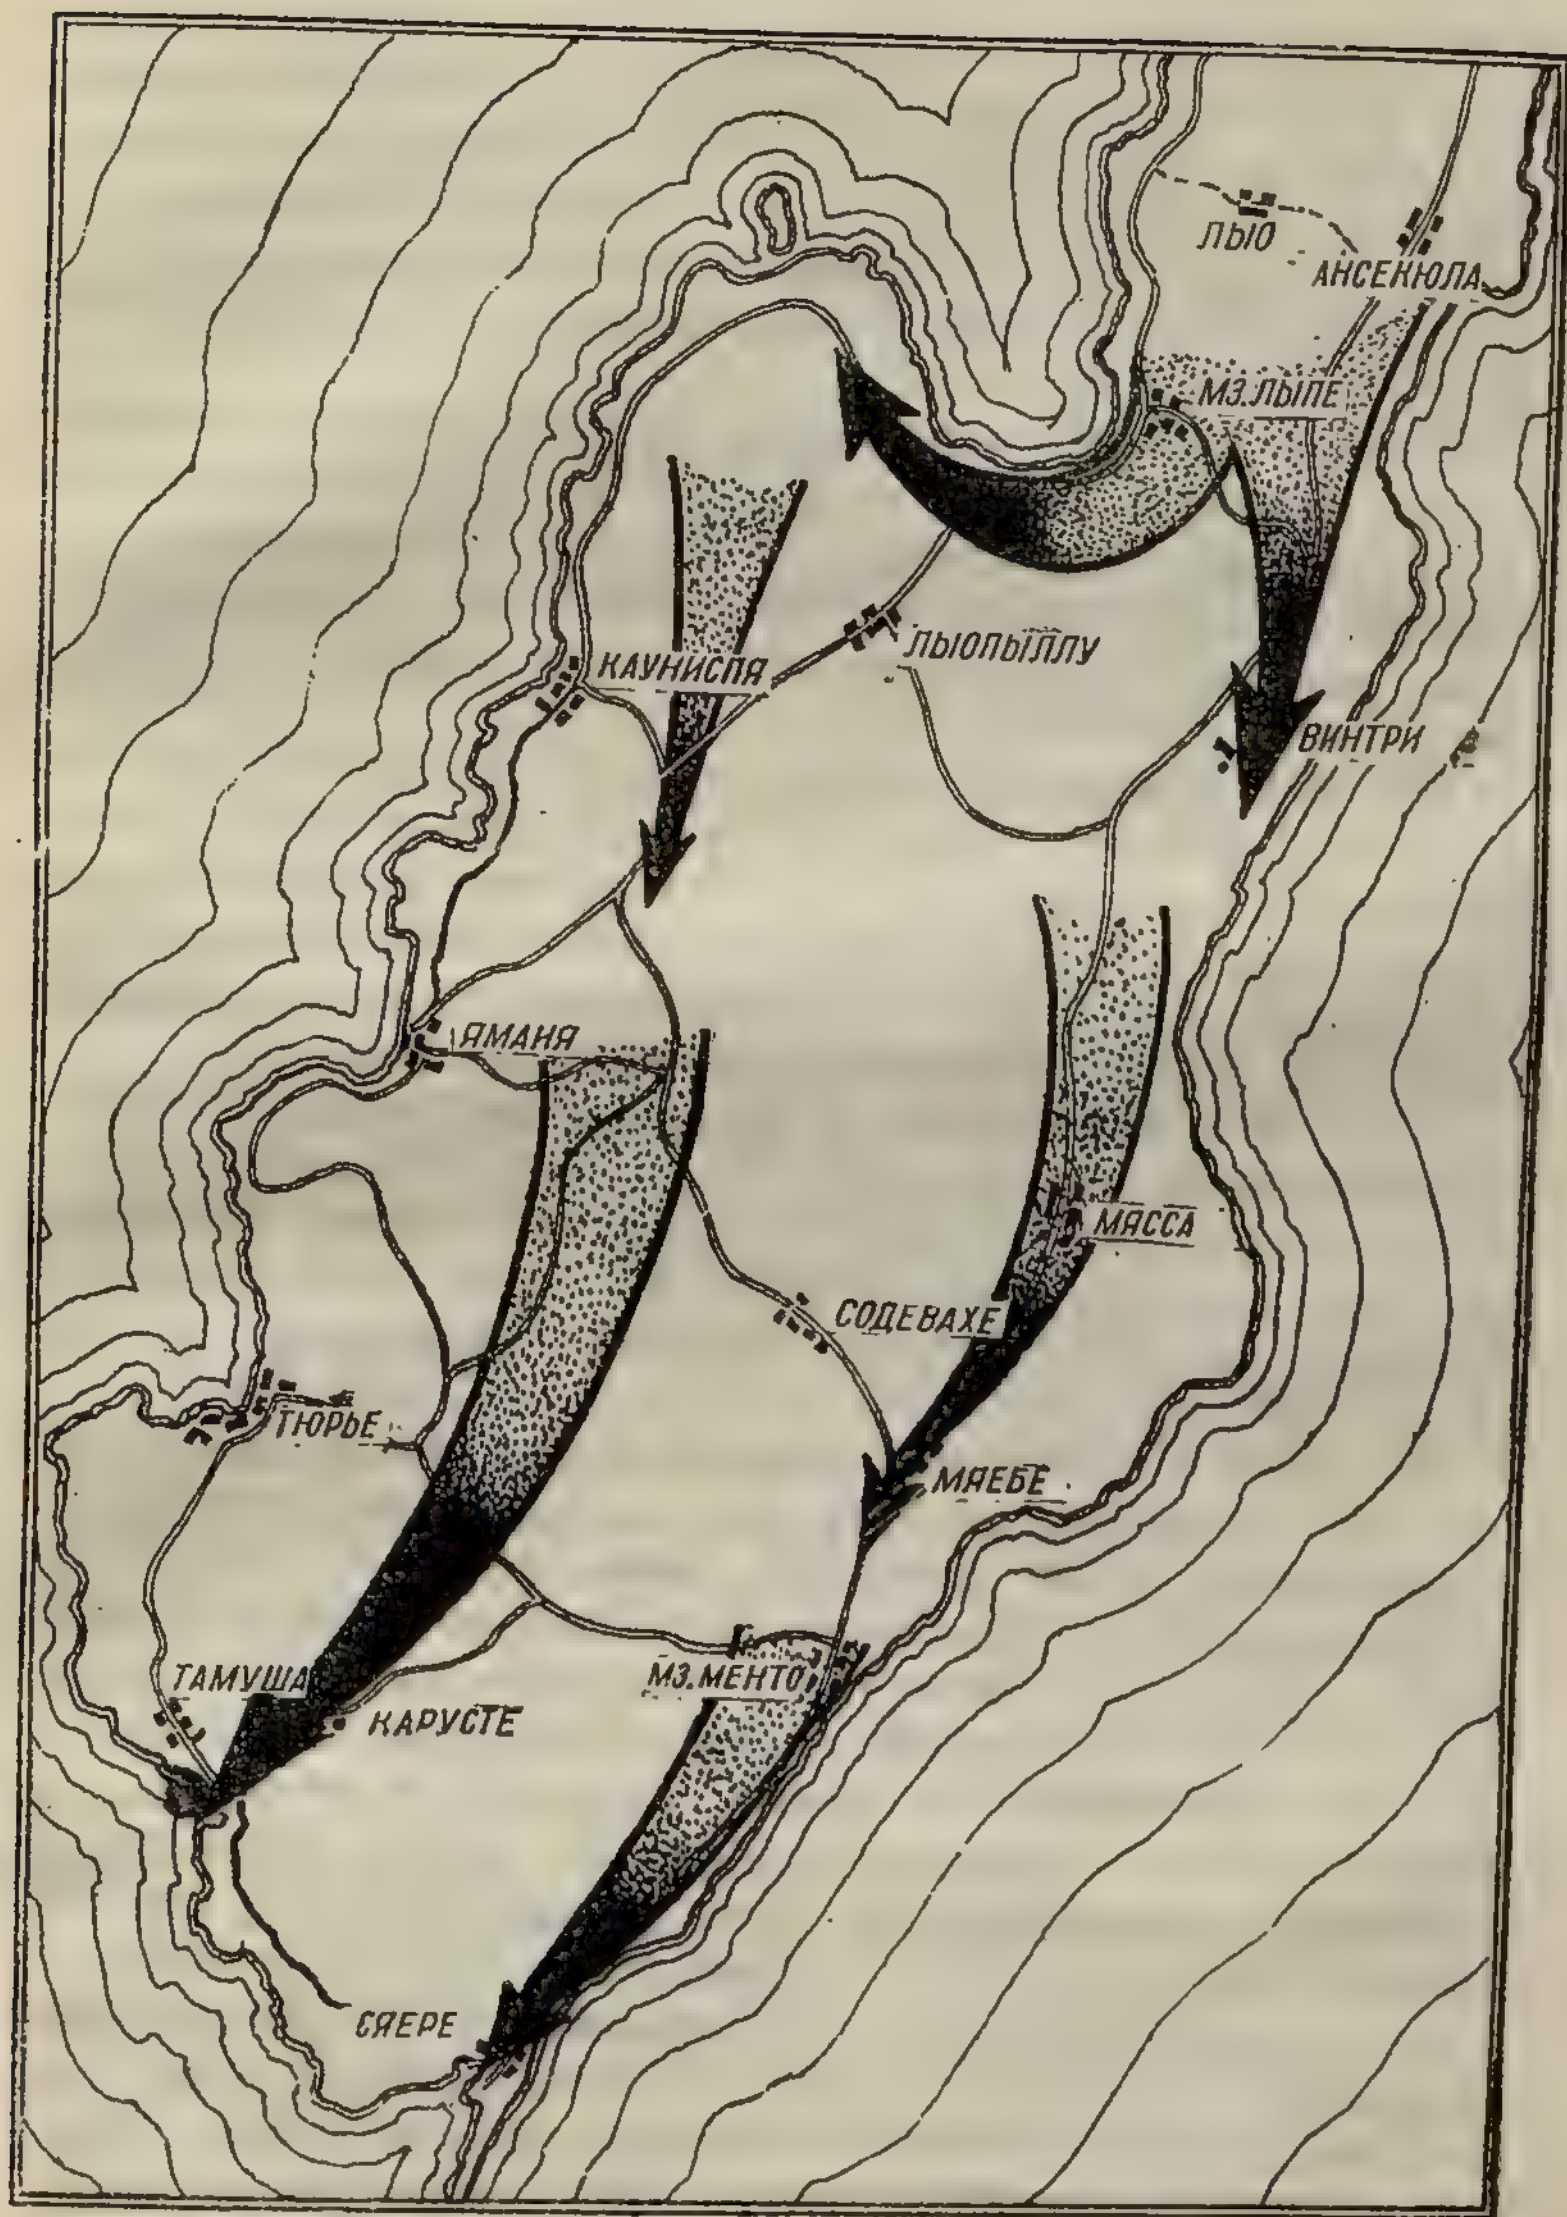 ЛЫО
АНСЕКЮЛА
МЗ.ЛЫПЕ
ЛЫОПЫЛЛУ
КАУНИСПЯ
ВИНТРИ
ЯМАНЯ
МЯССА
СОДЕВАХЕ
ТЮРЬЕ
МЯЕБЕ
ТАМУША
МЗ.МЕНТО
КАРУСТЕ
СЯЕРЕ